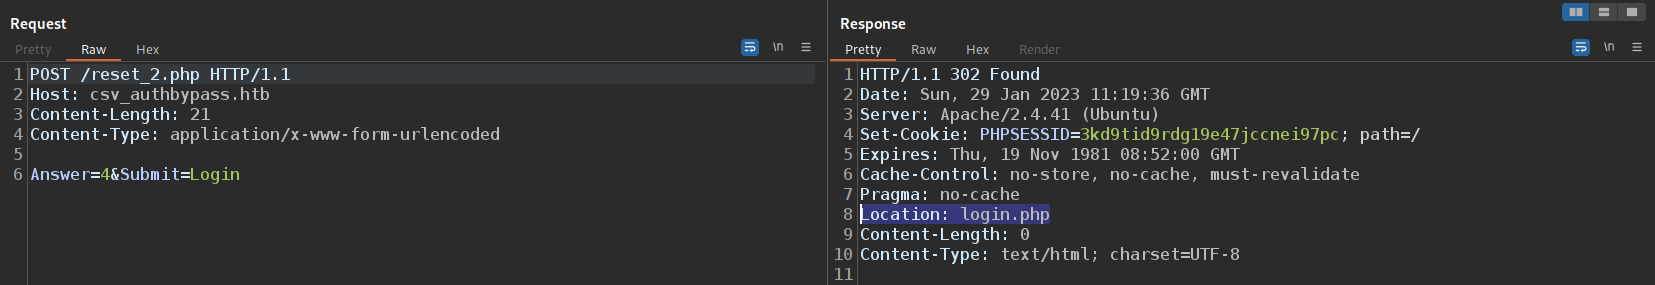 Request
Pretty Raw Hex \n
1 POST /reset_2.php HTTP/1.1
2 Host: csv_authbypass.htb
3 Content-Length: 21
4 Content-Type: application/x-www-form-urlencoded
5
6 Answer=4&Submit=Login
Response
Pretty Raw Hex Render \n
1 HTTP/1.1 302 Found
2 Date: Sun, 29 Jan 2023 11:19:36 GMT
3 Server: Apache/2.4.41 (Ubuntu)
4 Set-Cookie: PHPSESSID=3kd9tid9rdg19e47jccnei97pc; path=/
5 Expires: Thu, 19 Nov 1981 08:52:00 GMT
6 Cache-Control: no-store, no-cache, must-revalidate
7 Pragma: no-cache
8 Location: login.php
9 Content-Length: 0
10 Content-Type: text/html; charset=UTF-8
11